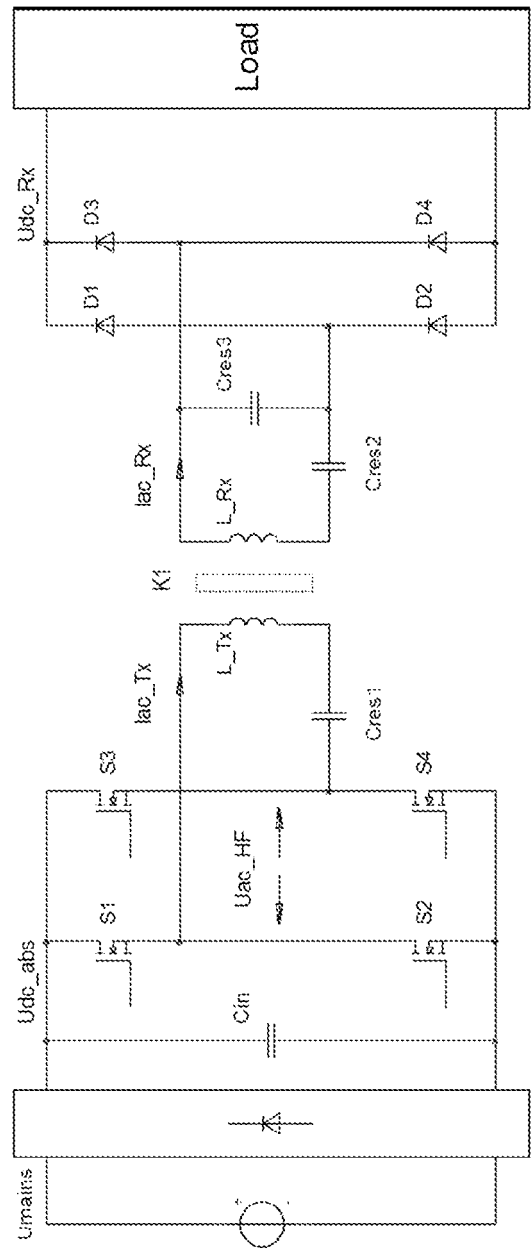 Umains
Udc_abs
Cin
S1
S2
S3
S4
Uac_HF
Iac_Tx
L_Tx
Cres1
K1
Iac_Rx
L_Rx
Cres2
Cres3
D1
D2
D3
D4
Udc_Rx
Load